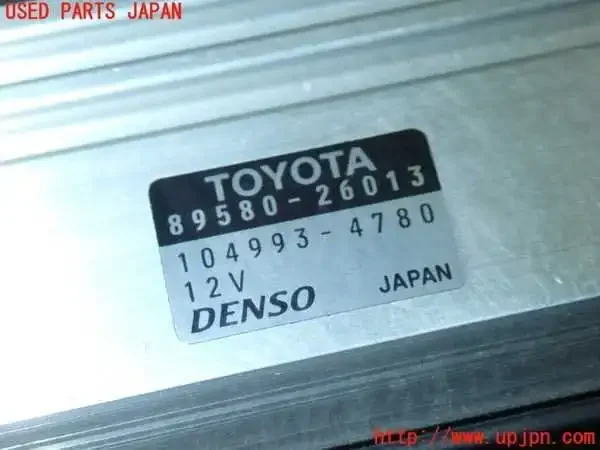 USED PARTS JAPAN
TOYOTA
89580-26013
104993-4780
12V
DENSO JAPAN
http://www.upjpn.com/